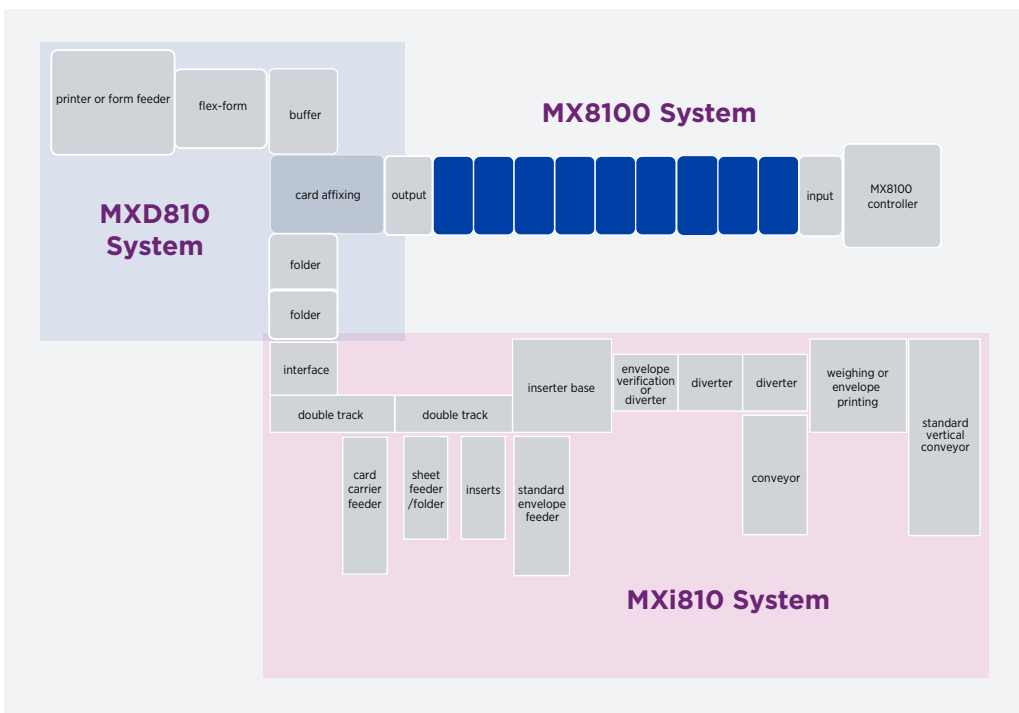 printer or form feeder
flex-form
buffer
MX8100 System
card affixing
output
input
MX8100
controller
MXD810
System
folder
folder
interface
inserter base
envelope
verification
or
diverter
diverter
diverter
weighing or
envelope
printing
standard
vertical
conveyor
double track
double track
card
carrier
feeder
sheet
feeder
/folder
inserts
standard
envelope
feeder
conveyor
MXi810 System